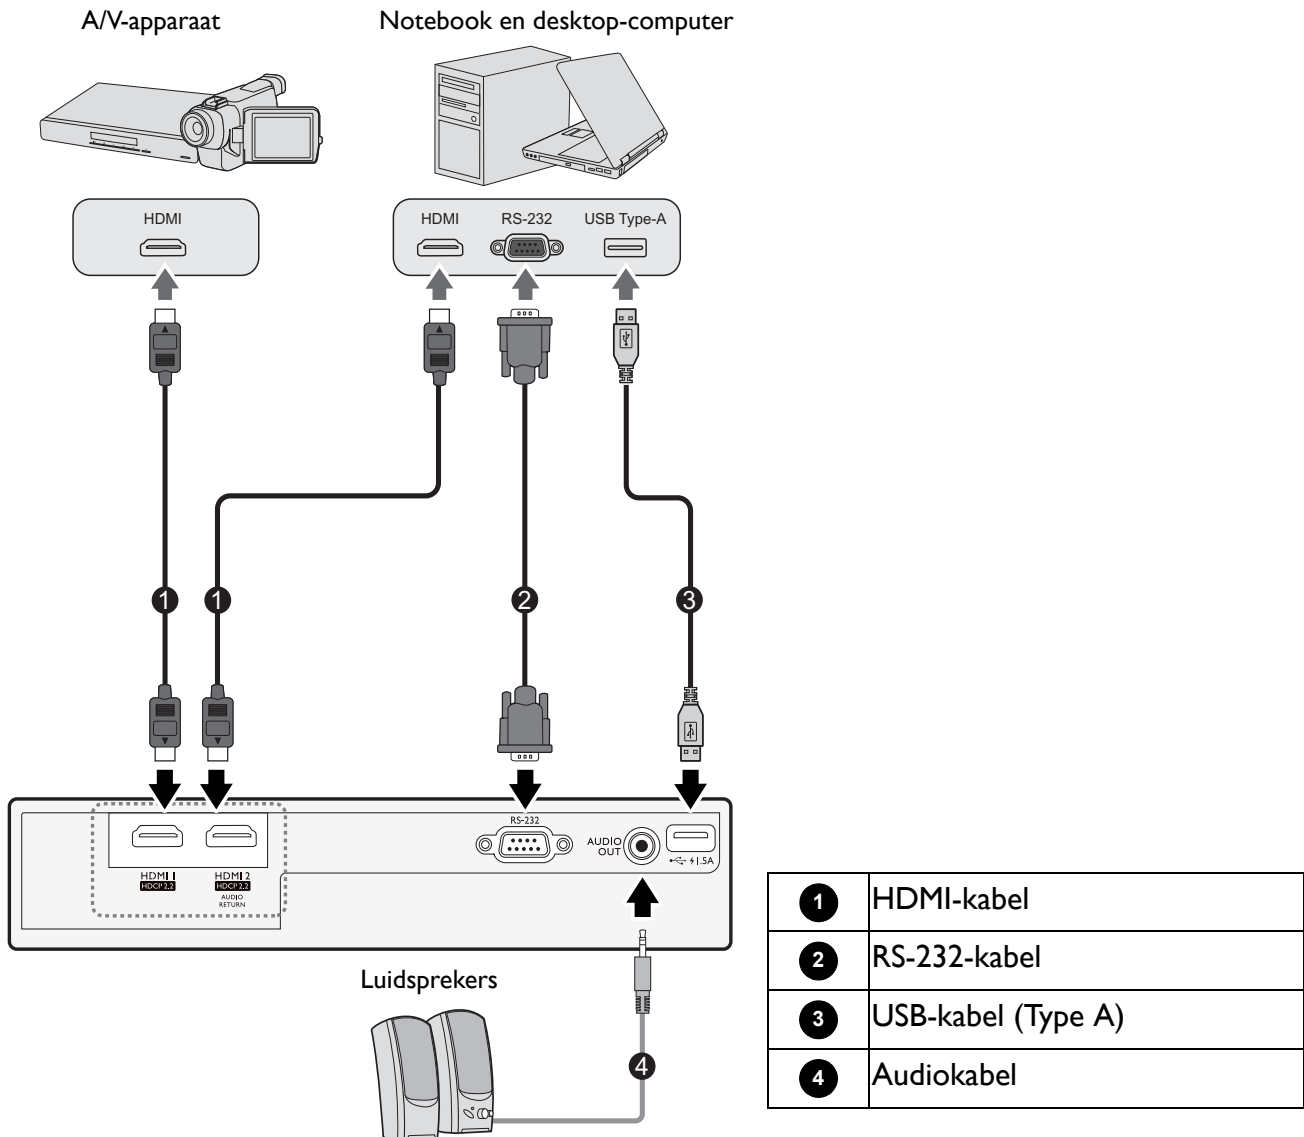 A/V-apparaat
Notebook en desktop-computer
HDMI
HDMI
RS-232
USB Type-A
1
1
2
3
RS-232
AUDIO
OUT
1.5A
HDMI 1
HDCP 2.2
HDMI 2
HDCP 2.2
AUDIO
RETURN
Luidsprekers
4
1 HDMI-kabel
2 RS-232-kabel
3 USB-kabel (Type A)
4 Audiokabel